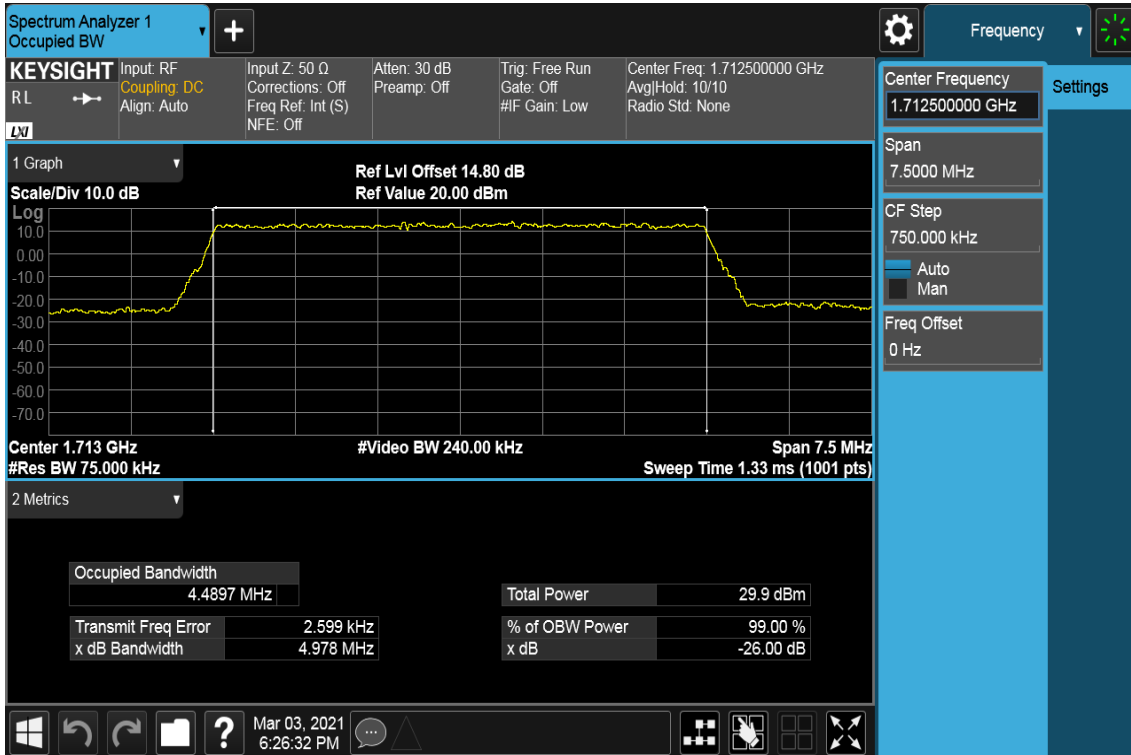 Spectrum Analyzer 1
Occupied BW
+
Frequency
KEYSIGHT
R L
LXI
Input: RF
Coupling: DC
Align: Auto
Input Z: 50 Ω
Corrections: Off
Freq Ref: Int (S)
NFE: Off
Atten: 30 dB
Preamp: Off
Trig: Free Run
Gate: Off
#IF Gain: Low
Center Freq: 1.712500000 GHz
Avg|Hold: 10/10
Radio Std: None
Center Frequency
1.712500000 GHz
Settings
Span
7.5000 MHz
CF Step
750.000 kHz
Auto
Man
Freq Offset
0 Hz
1 Graph
Scale/Div 10.0 dB
Ref Lvl Offset 14.80 dB
Ref Value 20.00 dBm
Log
10.0
0.00
-10.0
-20.0
-30.0
-40.0
-50.0
-60.0
-70.0
Center 1.713 GHz
#Video BW 240.00 kHz
Span 7.5 MHz
#Res BW 75.000 kHz
Sweep Time 1.33 ms (1001 pts)
2 Metrics
Occupied Bandwidth
4.4897 MHz
Total Power 29.9 dBm
Transmit Freq Error 2.599 kHz
% of OBW Power 99.00 %
x dB Bandwidth 4.978 MHz
x dB -26.00 dB
?
Mar 03, 2021
6:26:32 PM